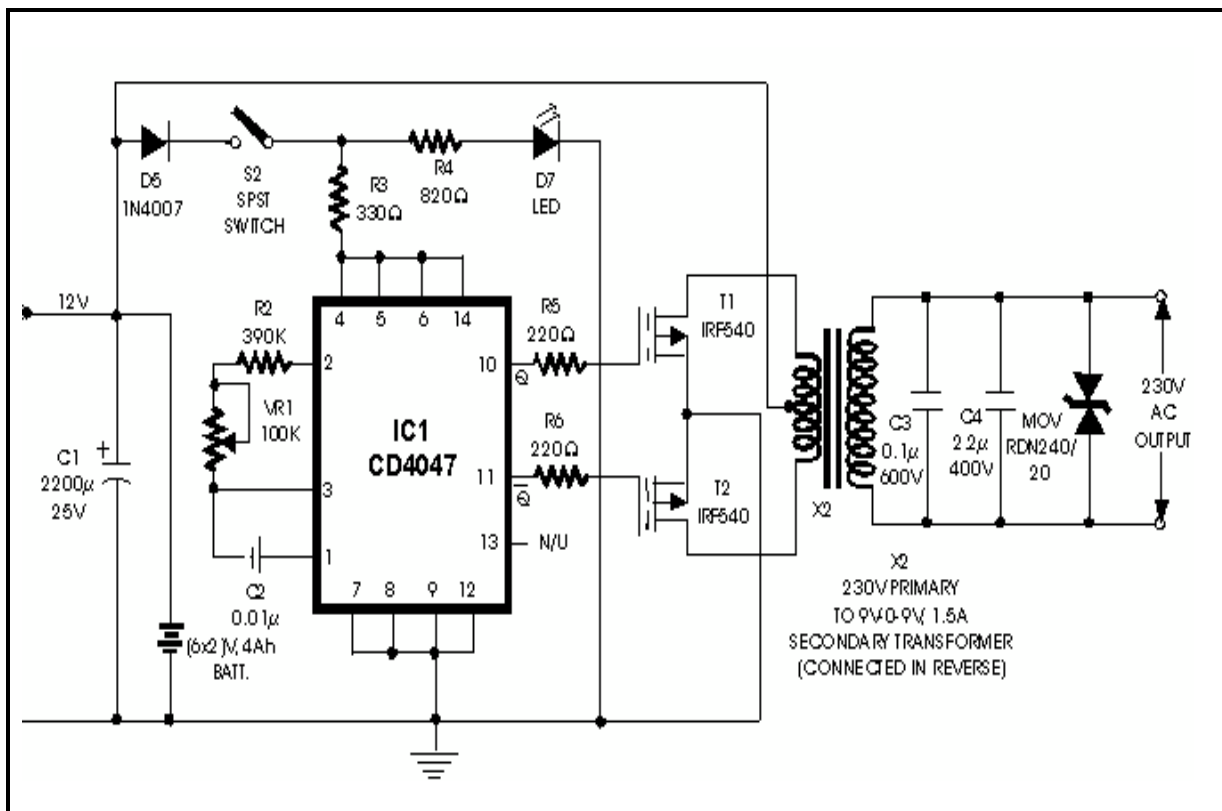 D5
1N4007
S2
SPST
SWITCH
R3
330Ω
R4
820Ω
D7
LED
12V
R2
390K
VR1
100K
C1
+
2200µ
25V
C2
0.01µ
(6x2)V, 4Ah
BATT.
4 5 6 14
2
3
1
IC1
CD4047
10
Q
11
Q
13
N/U
7 8 9 12
R5
220Ω
R6
220Ω
T1
IRF540
T2
IRF540
X2
C3
0.1µ
600V
C4
2.2µ
400V
MOV
RDN240/
20
230V
AC
OUTPUT
X2
230V PRIMARY
TO 9V-0-9V, 1.5A
SECONDARY TRANSFORMER
(CONNECTED IN REVERSE)